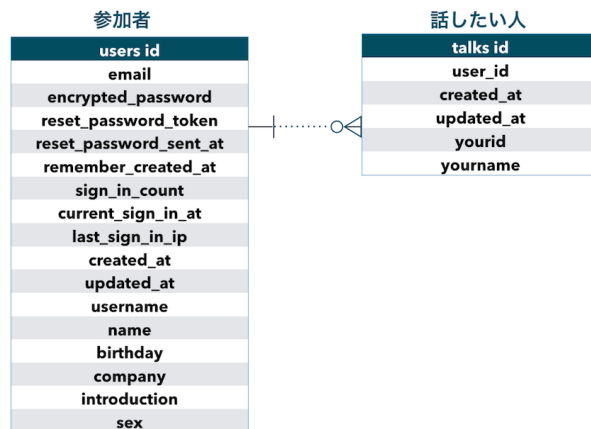 参加者
users id
email
encrypted_password
reset_password_token
reset_password_sent_at
remember_created_at
sign_in_count
current_sign_in_at
last_sign_in_ip
created_at
updated_at
username
name
birthday
company
introduction
sex
話したい人
talks id
user_id
created_at
updated_at
yourid
yourname